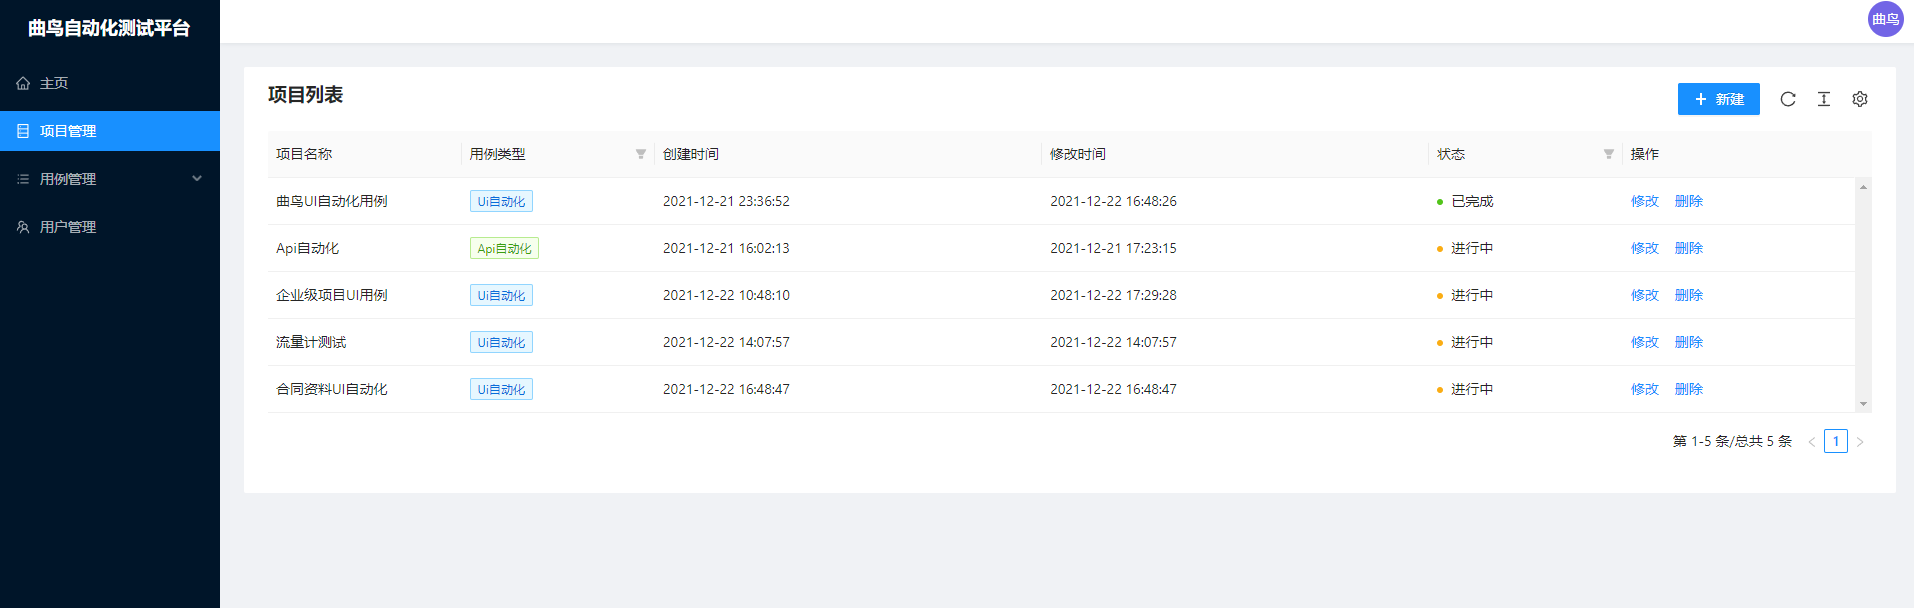 曲鸟自动化测试平台
曲鸟
主页
项目管理
用例管理
用户管理
项目列表
新建
项目名称 用例类型 创建时间 修改时间 状态 操作
曲鸟UI自动化用例 Ui自动化 2021-12-21 23:36:52 2021-12-22 16:48:26 已完成 修改 删除
Api自动化 Api自动化 2021-12-21 16:02:13 2021-12-21 17:23:15 进行中 修改 删除
企业级项目UI用例 Ui自动化 2021-12-22 10:48:10 2021-12-22 17:29:28 进行中 修改 删除
流量计测试 Ui自动化 2021-12-22 14:07:57 2021-12-22 14:07:57 进行中 修改 删除
合同资料UI自动化 Ui自动化 2021-12-22 16:48:47 2021-12-22 16:48:47 进行中 修改 删除
第 1-5 条/总共 5 条 < 1 >